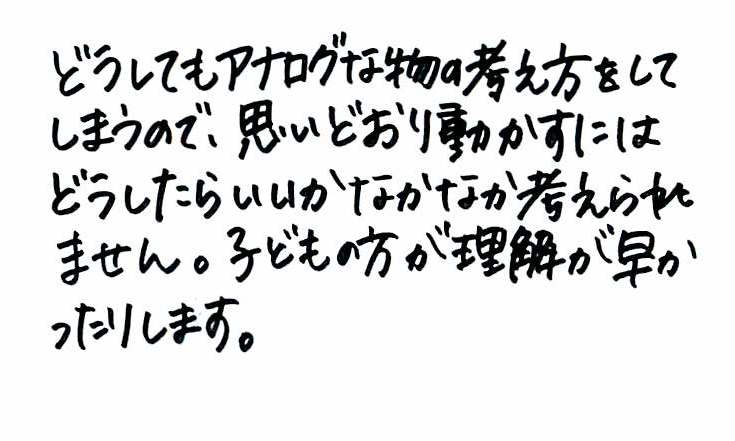 どうしてもアナログな物の考え方をして
しまうので、思いどおり動かすには
どうしたらいいかなかなか考えられ
ません。子どもの方が理解が早か
ったりします。